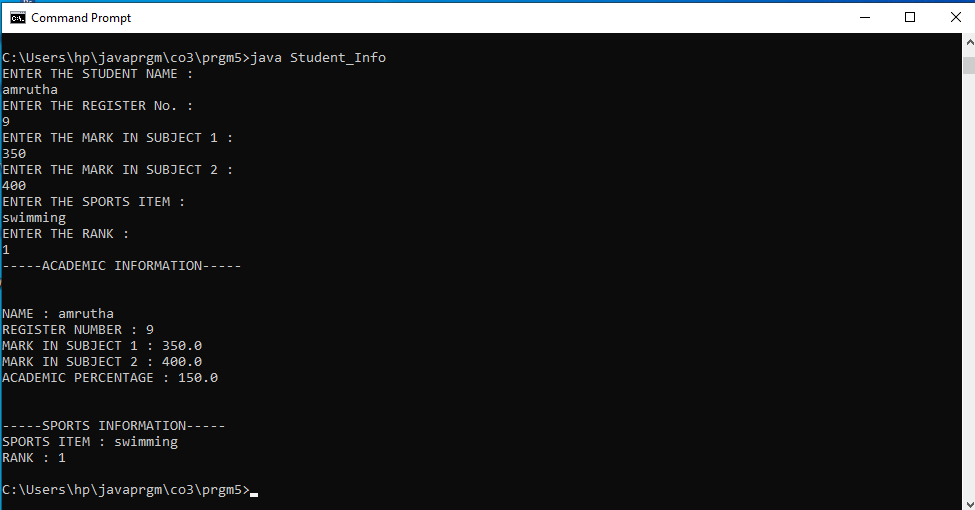 Command Prompt
C:\Users\hp\javaprgm\co3\prgm5>java Student_Info
ENTER THE STUDENT NAME :
amrutha
ENTER THE REGISTER No. :
9
ENTER THE MARK IN SUBJECT 1 :
350
ENTER THE MARK IN SUBJECT 2 :
400
ENTER THE SPORTS ITEM :
swimming
ENTER THE RANK :
1
-----ACADEMIC INFORMATION-----
NAME : amrutha
REGISTER NUMBER : 9
MARK IN SUBJECT 1 : 350.0
MARK IN SUBJECT 2 : 400.0
ACADEMIC PERCENTAGE : 150.0
-----SPORTS INFORMATION-----
SPORTS ITEM : swimming
RANK : 1
C:\Users\hp\javaprgm\co3\prgm5>